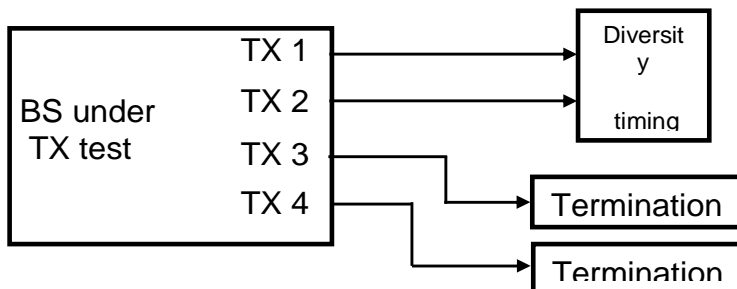 TX 1
TX 2
BS under
TX test
TX 3
TX 4
Diversit
y
timing
Termination
Termination